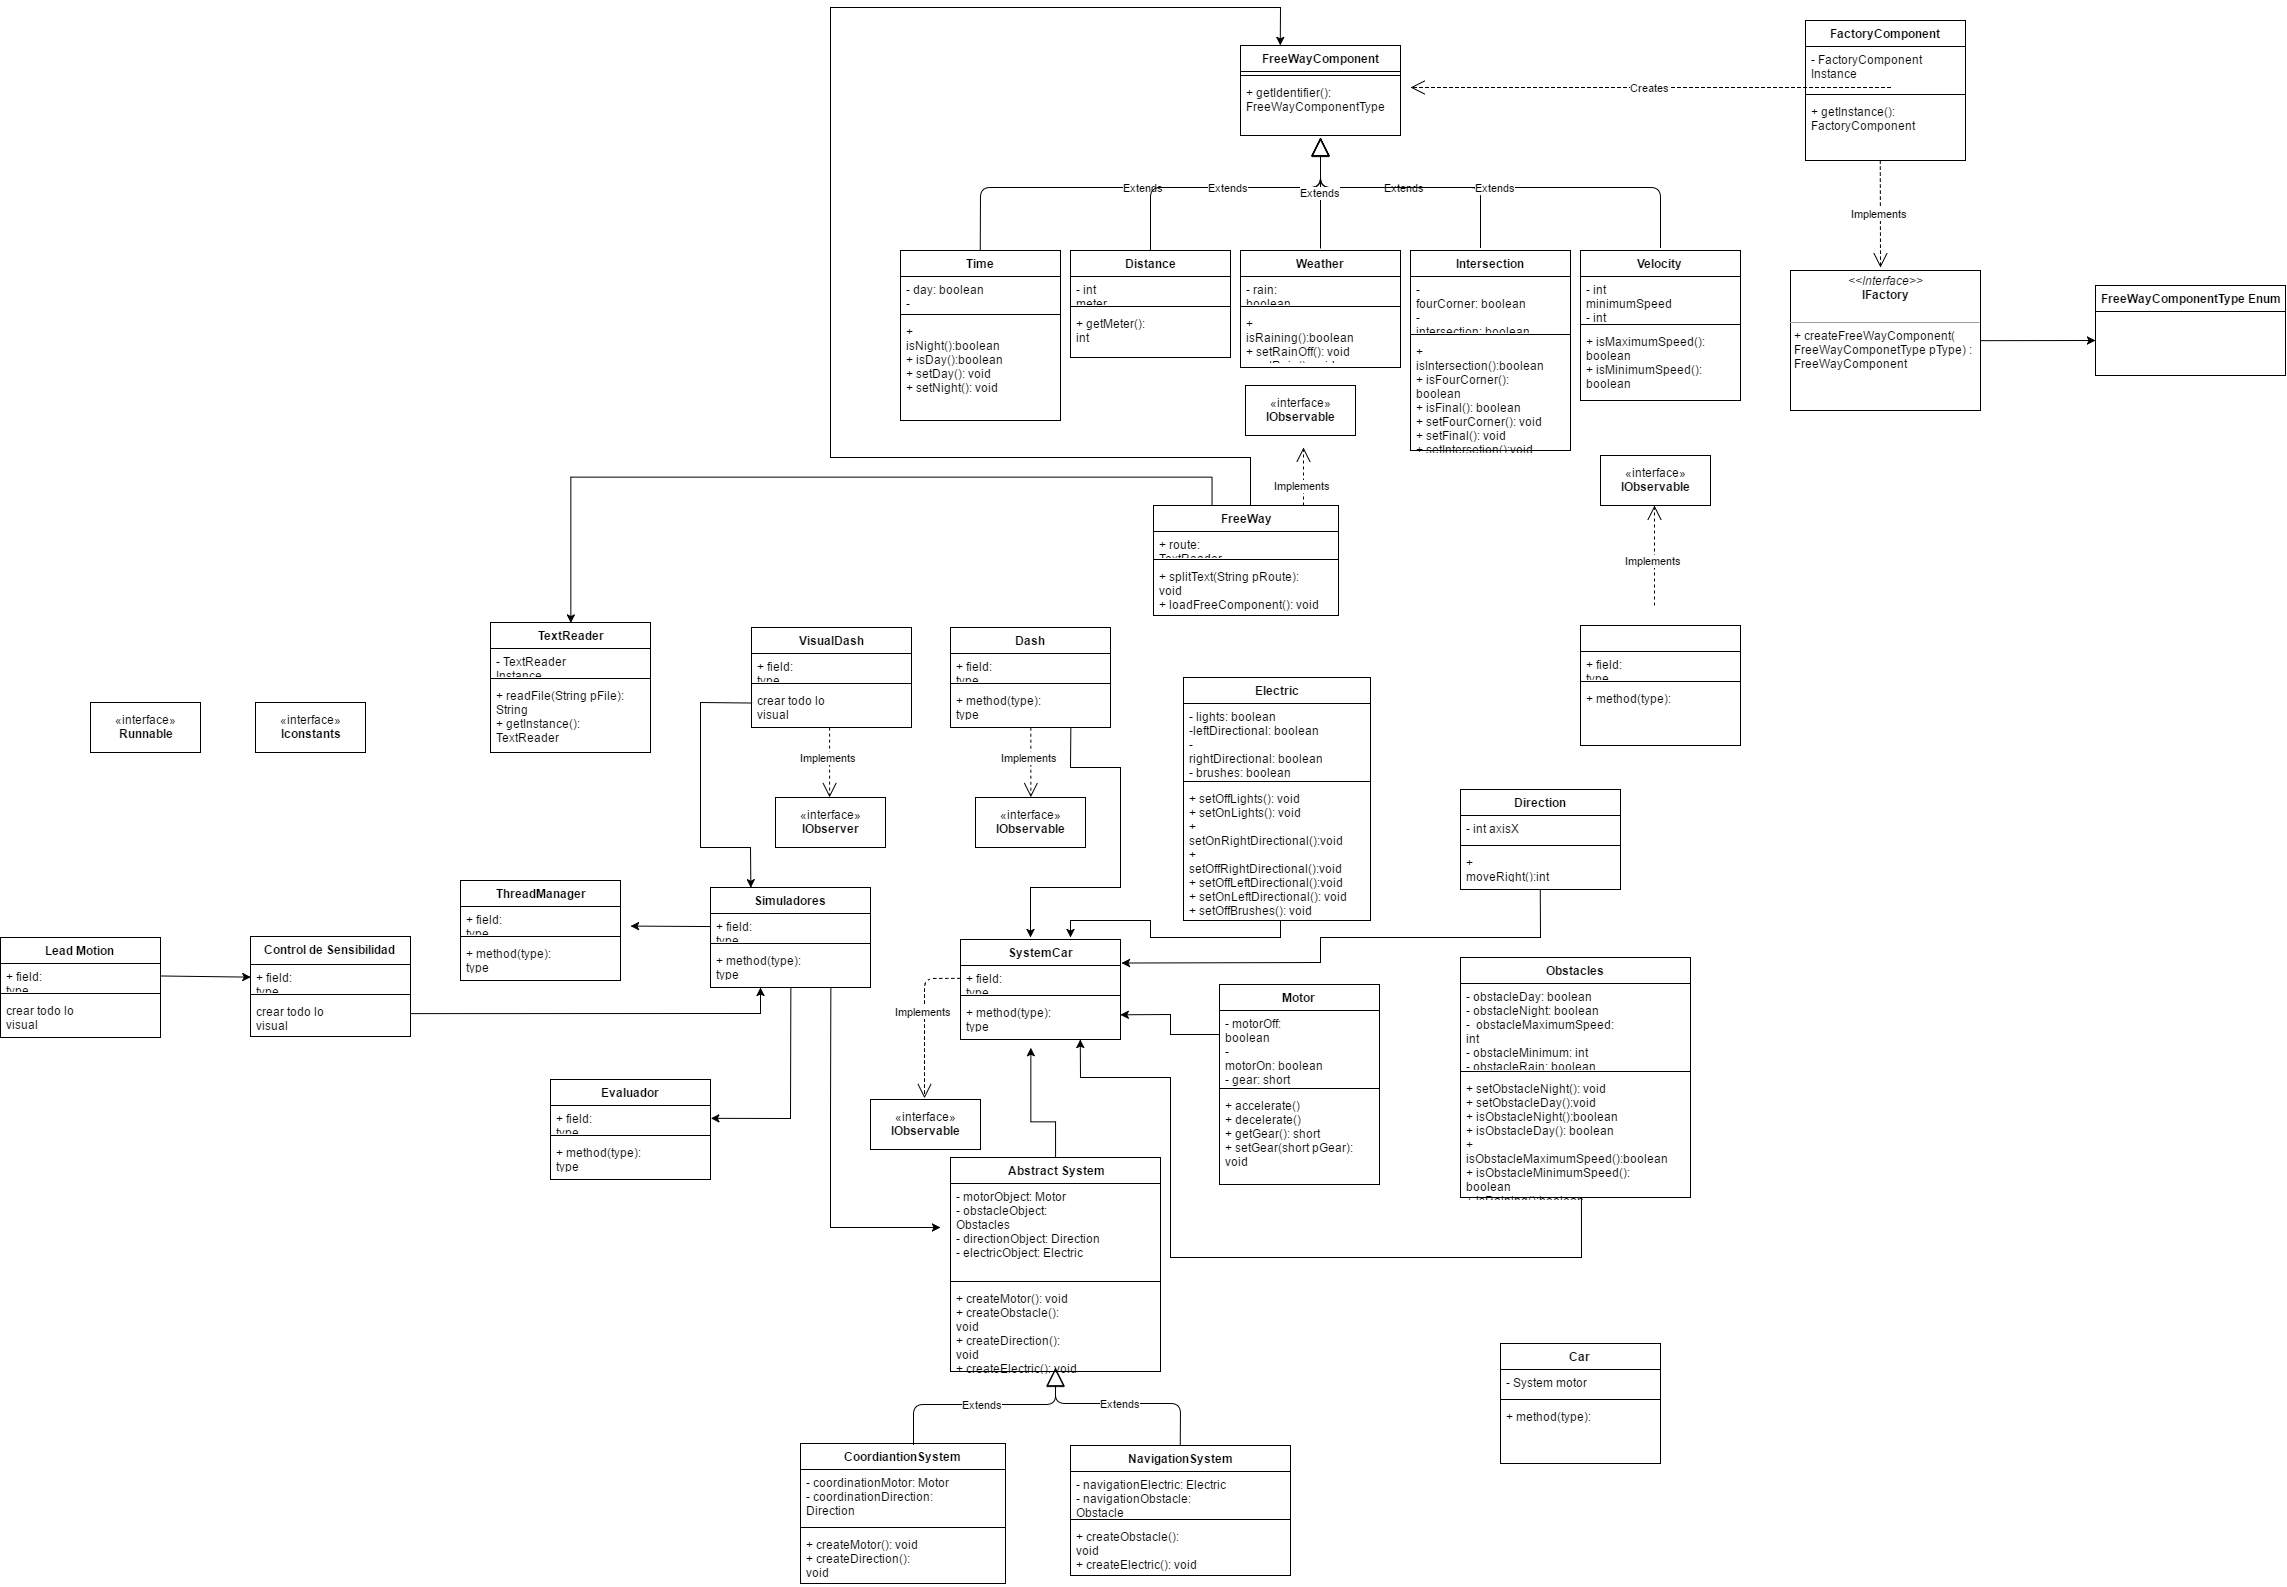 FreeWayComponent
+ getIdentifier():
FreeWayComponentType
Creates
FactoryComponent
- FactoryComponent
Instance
+ getInstance():
FactoryComponent
Implements
Extends
Extends
Extends
Extends
Extends
Time
- day: boolean
-
+
isNight():boolean
+ isDay():boolean
+ setDay(): void
+ setNight(): void
Distance
- int
meter
+ getMeter():
int
Weather
- rain:
boolean
+
isRaining():boolean
+ setRainOff(): void
Intersection
-
fourCorner: boolean
-
intersection: boolean
+
isIntersection():boolean
+ isFourCorner():
boolean
+ isFinal(): boolean
+ setFourCorner(): void
+ setFinal(): void
+ setIntersetion():void
Velocity
- int
minimumSpeed
- int
+ isMaximumSpeed():
boolean
+ isMinimumSpeed():
boolean
<<Interface>>
IFactory
+ createFreeWayComponent(
FreeWayComponetType pType) :
FreeWayComponent
FreeWayComponentType Enum
«interface»
IObservable
Implements
«interface»
IObservable
Implements
FreeWay
+ route:
TextReader
+ splitText(String pRoute):
void
+ loadFreeComponent(): void
TextReader
- TextReader
Instance
+ readFile(String pFile):
String
+ getInstance():
TextReader
VisualDash
+ field:
type
crear todo lo
visual
Implements
Dash
+ field:
type
+ method(type):
type
Implements
+ field:
type
+ method(type):
«interface»
Runnable
«interface»
Iconstants
«interface»
IObserver
«interface»
IObservable
Electric
- lights: boolean
-leftDirectional: boolean
-
rightDirectional: boolean
- brushes: boolean
+ setOffLights(): void
+ setOnLights(): void
+
setOnRightDirectional():void
+
setOffRightDirectional():void
+ setOffLeftDirectional():void
+ setOnLeftDirectional(): void
+ setOffBrushes(): void
Direction
- int axisX
+
moveRight():int
ThreadManager
+ field:
type
+ method(type):
type
Simuladores
+ field:
type
+ method(type):
type
Lead Motion
+ field:
type
crear todo lo
visual
Control de Sensibilidad
+ field:
type
crear todo lo
visual
SystemCar
+ field:
type
+ method(type):
type
Implements
«interface»
IObservable
Motor
- motorOff:
boolean
-
motorOn: boolean
- gear: short
+ accelerate()
+ decelerate()
+ getGear(): short
+ setGear(short pGear):
void
Obstacles
- obstacleDay: boolean
- obstacleNight: boolean
- obstacleMaximumSpeed:
int
- obstacleMinimum: int
- obstacleRain: boolean
+ setObstacleNight(): void
+ setObstacleDay():void
+ isObstacleNight():boolean
+ isObstacleDay(): boolean
+
isObstacleMaximumSpeed():boolean
+ isObstacleMinimumSpeed():
boolean
+ isRaining():boolean
Evaluador
+ field:
type
+ method(type):
type
Abstract System
- motorObject: Motor
- obstacleObject:
Obstacles
- directionObject: Direction
- electricObject: Electric
+ createMotor(): void
+ createObstacle():
void
+ createDirection():
void
+ createElectric(): void
Extends
Extends
CoordiantionSystem
- coordinationMotor: Motor
- coordinationDirection:
Direction
+ createMotor(): void
+ createDirection():
void
NavigationSystem
- navigationElectric: Electric
- navigationObstacle:
Obstacle
+ createObstacle():
void
+ createElectric(): void
Car
- System motor
+ method(type):